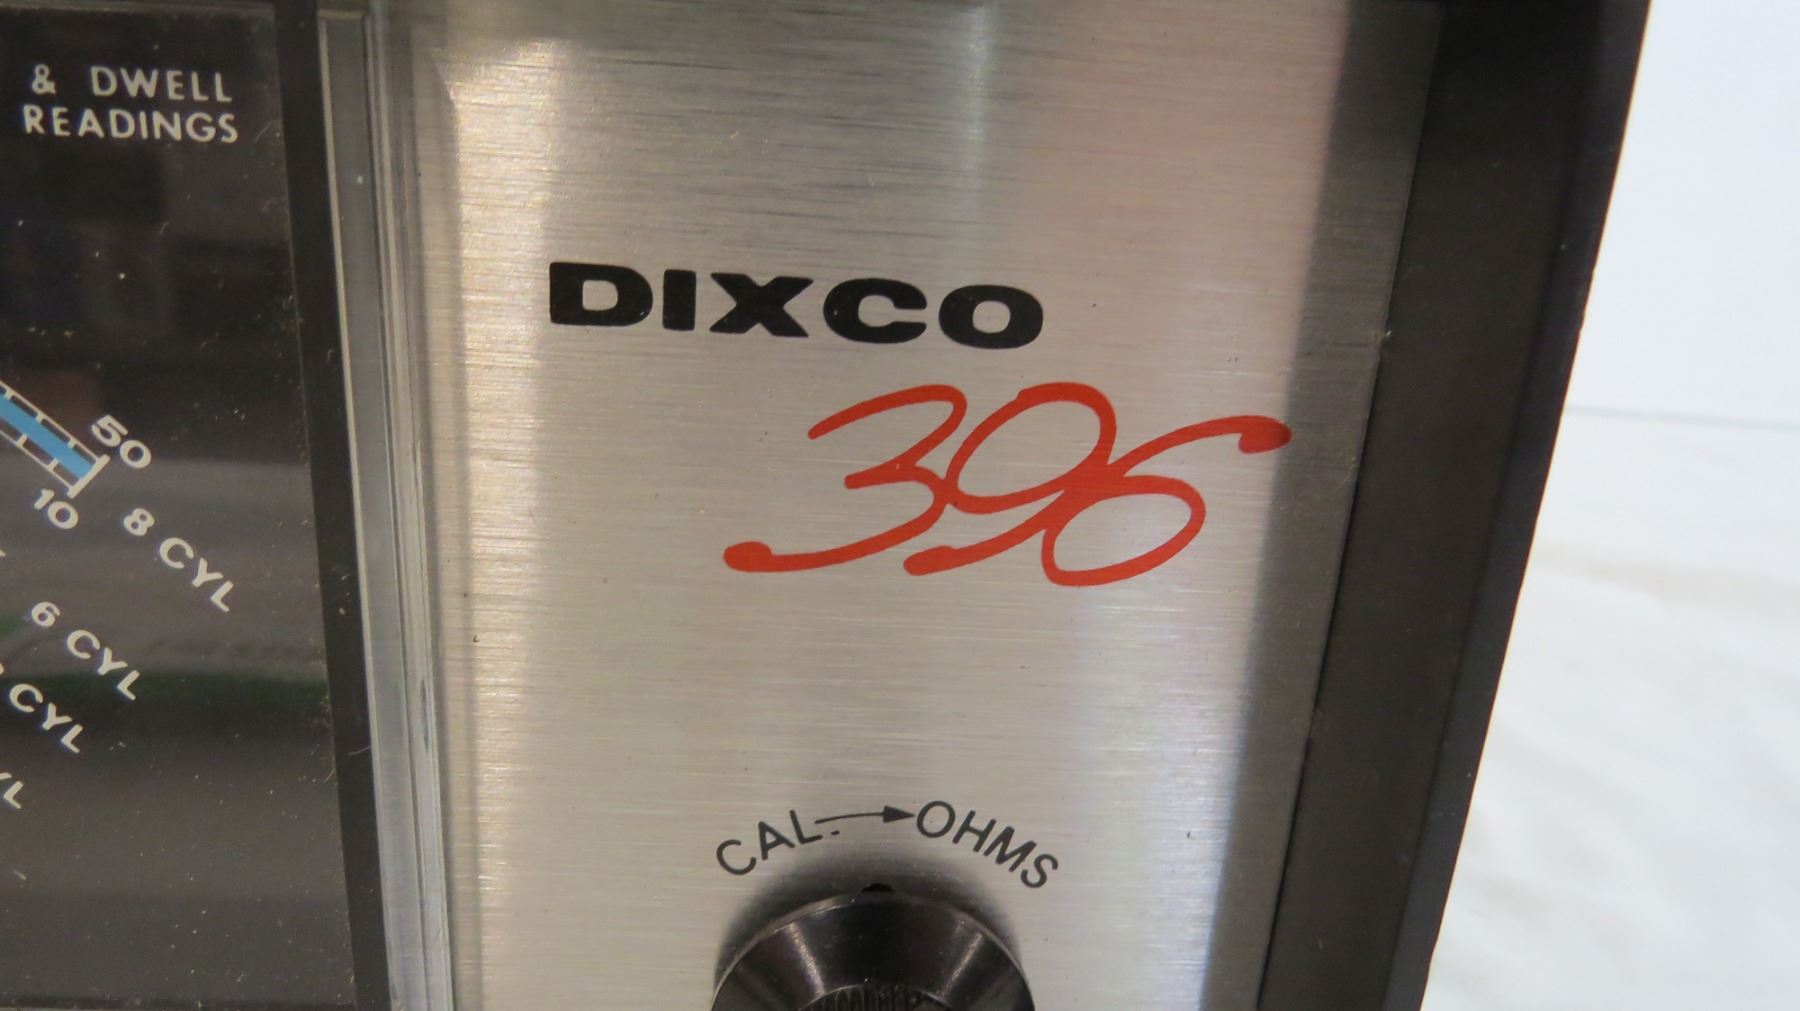 & DWELL
READINGS
50
10
8 CYL
6 CYL
CYL
DIXCO
396
CAL. → OHMS